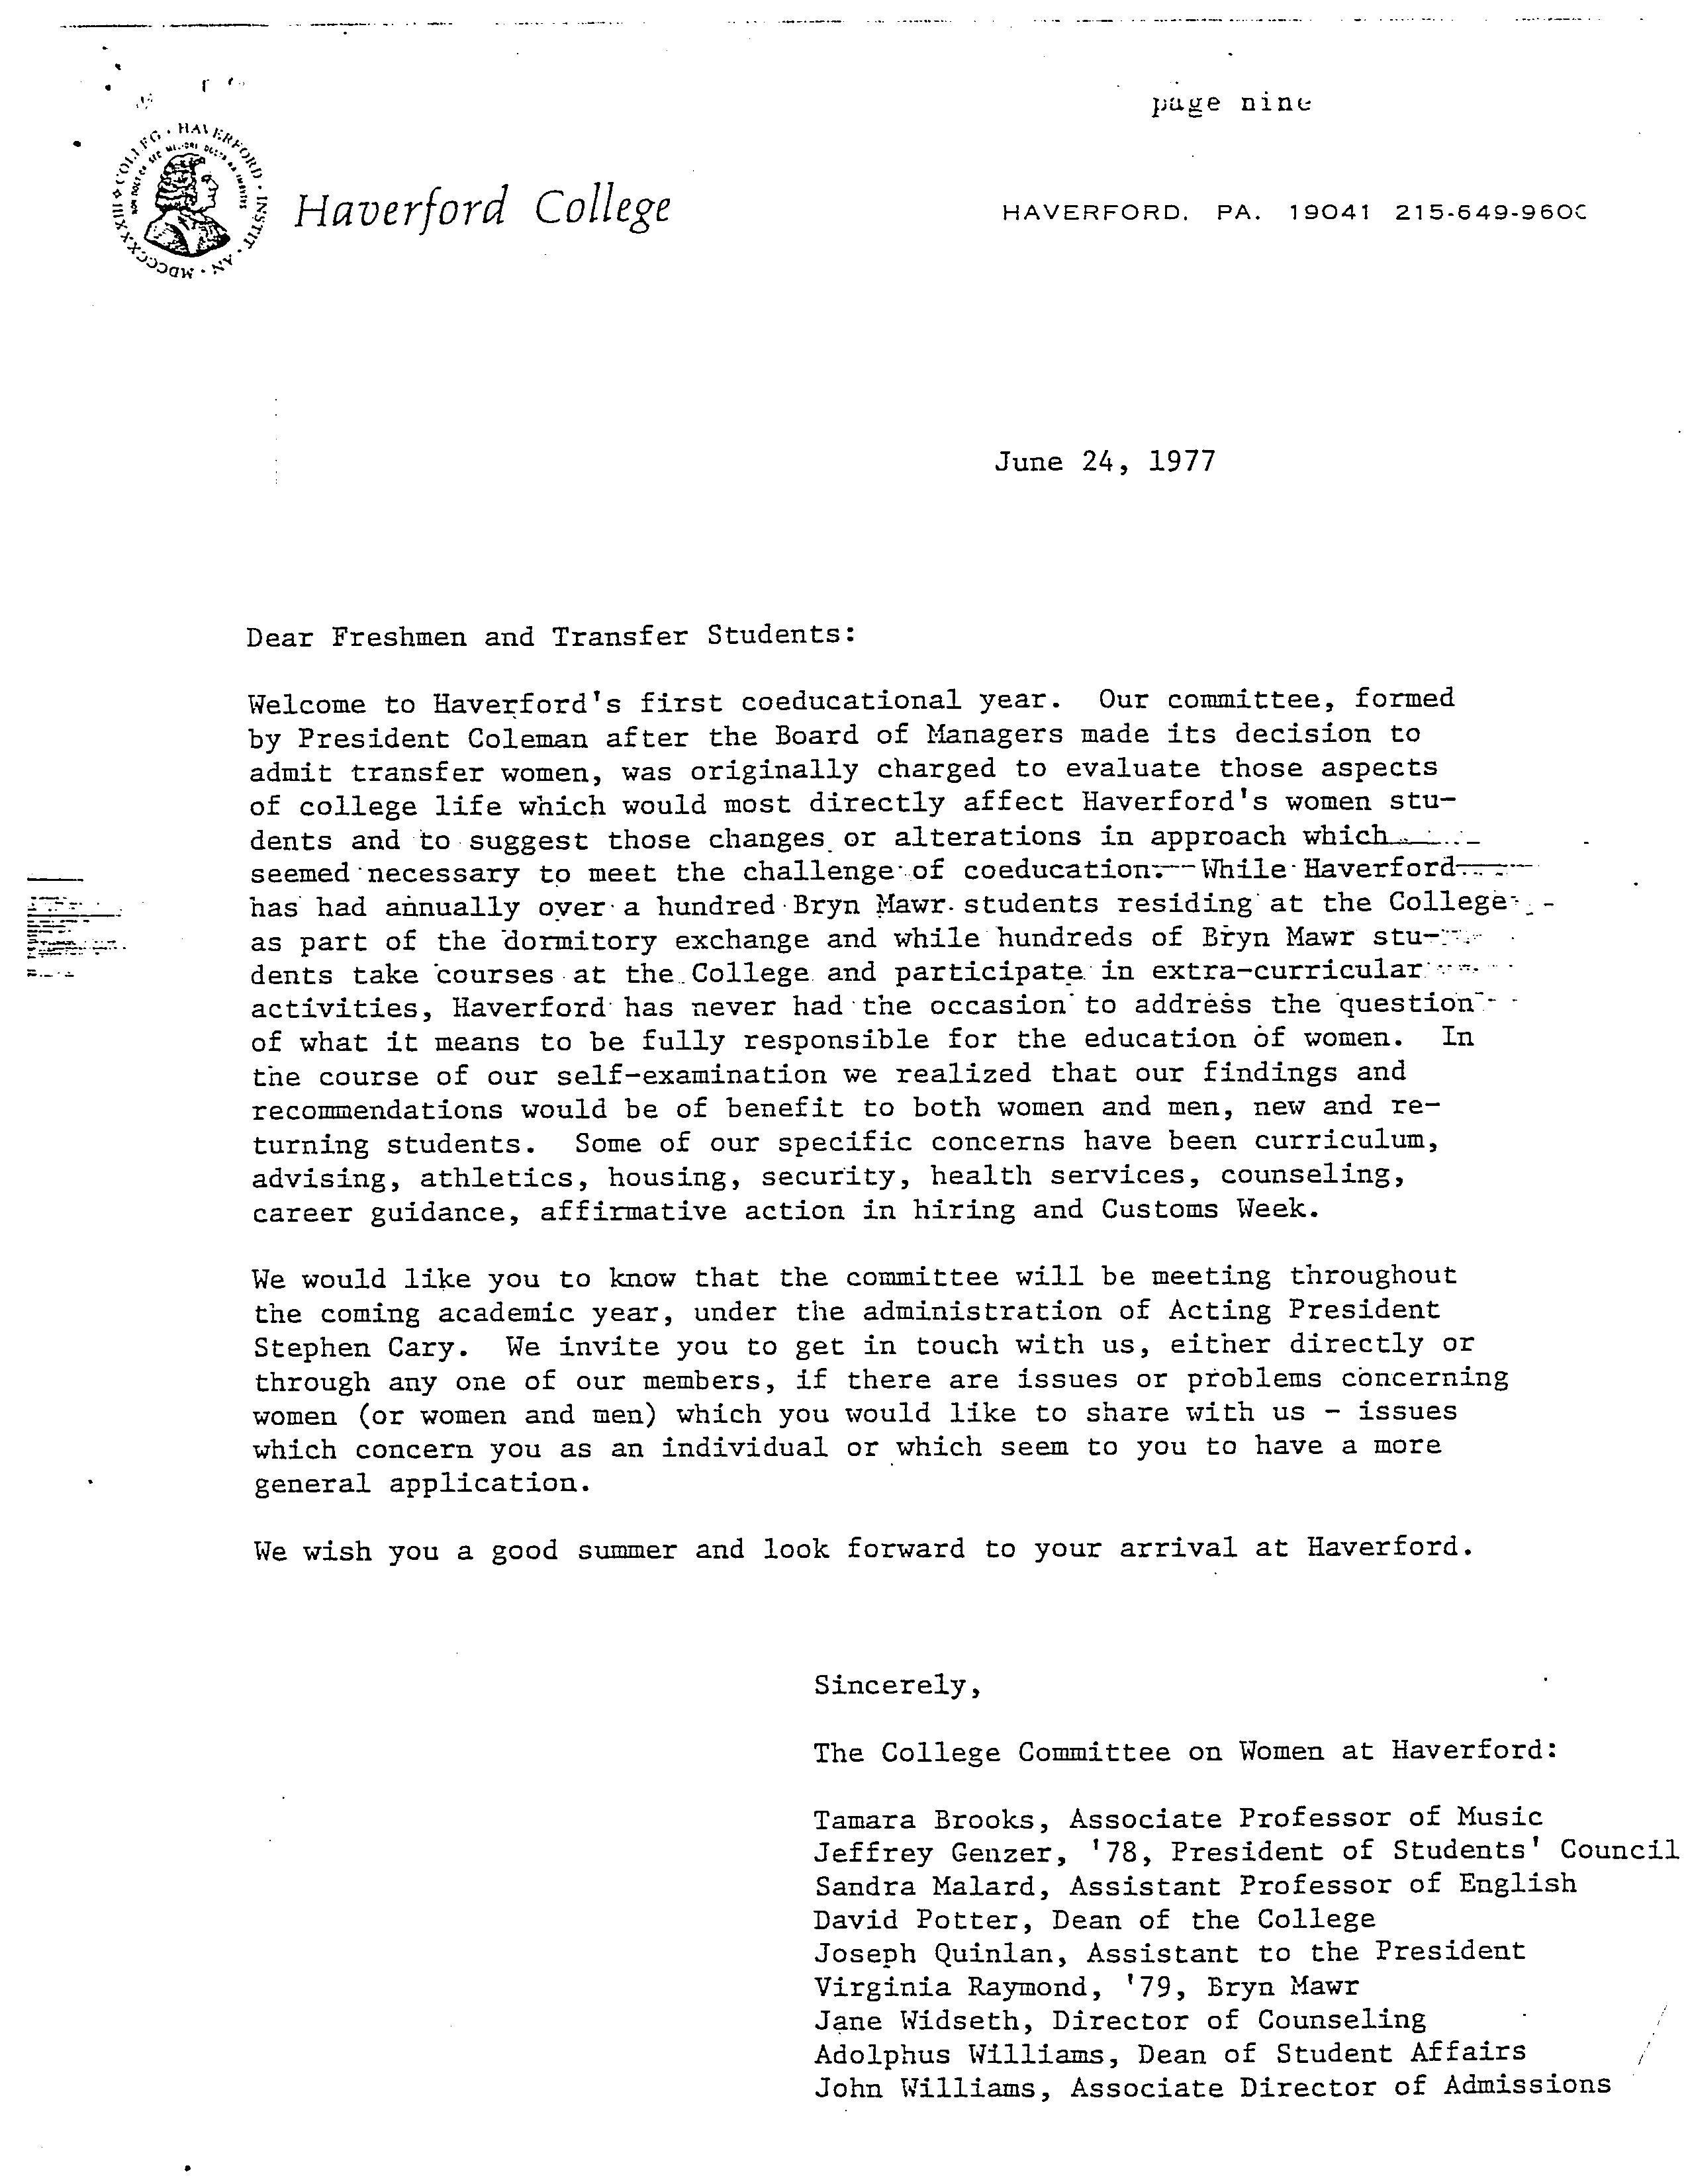 page nine
COLLEG · HAVERFORD · INSTIT · AN · MDCCCXXXIII
NON DOCTIOR SED MELIORE DOCTRINA IMBUTUS
Haverford College
HAVERFORD, PA. 19041 215-649-9600
June 24, 1977
Dear Freshmen and Transfer Students:
Welcome to Haverford's first coeducational year. Our committee, formed
by President Coleman after the Board of Managers made its decision to
admit transfer women, was originally charged to evaluate those aspects
of college life which would most directly affect Haverford's women stu-
dents and to suggest those changes or alterations in approach which
seemed necessary to meet the challenge of coeducation. While Haverford
has had annually over a hundred Bryn Mawr students residing at the College
as part of the dormitory exchange and while hundreds of Bryn Mawr stu-
dents take courses at the College and participate in extra-curricular
activities, Haverford has never had the occasion to address the question
of what it means to be fully responsible for the education of women. In
the course of our self-examination we realized that our findings and
recommendations would be of benefit to both women and men, new and re-
turning students. Some of our specific concerns have been curriculum,
advising, athletics, housing, security, health services, counseling,
career guidance, affirmative action in hiring and Customs Week.
We would like you to know that the committee will be meeting throughout
the coming academic year, under the administration of Acting President
Stephen Cary. We invite you to get in touch with us, either directly or
through any one of our members, if there are issues or problems concerning
women (or women and men) which you would like to share with us - issues
which concern you as an individual or which seem to you to have a more
general application.
We wish you a good summer and look forward to your arrival at Haverford.
Sincerely,
The College Committee on Women at Haverford:
Tamara Brooks, Associate Professor of Music
Jeffrey Genzer, '78, President of Students' Council
Sandra Malard, Assistant Professor of English
David Potter, Dean of the College
Joseph Quinlan, Assistant to the President
Virginia Raymond, '79, Bryn Mawr
Jane Widseth, Director of Counseling
Adolphus Williams, Dean of Student Affairs
John Williams, Associate Director of Admissions